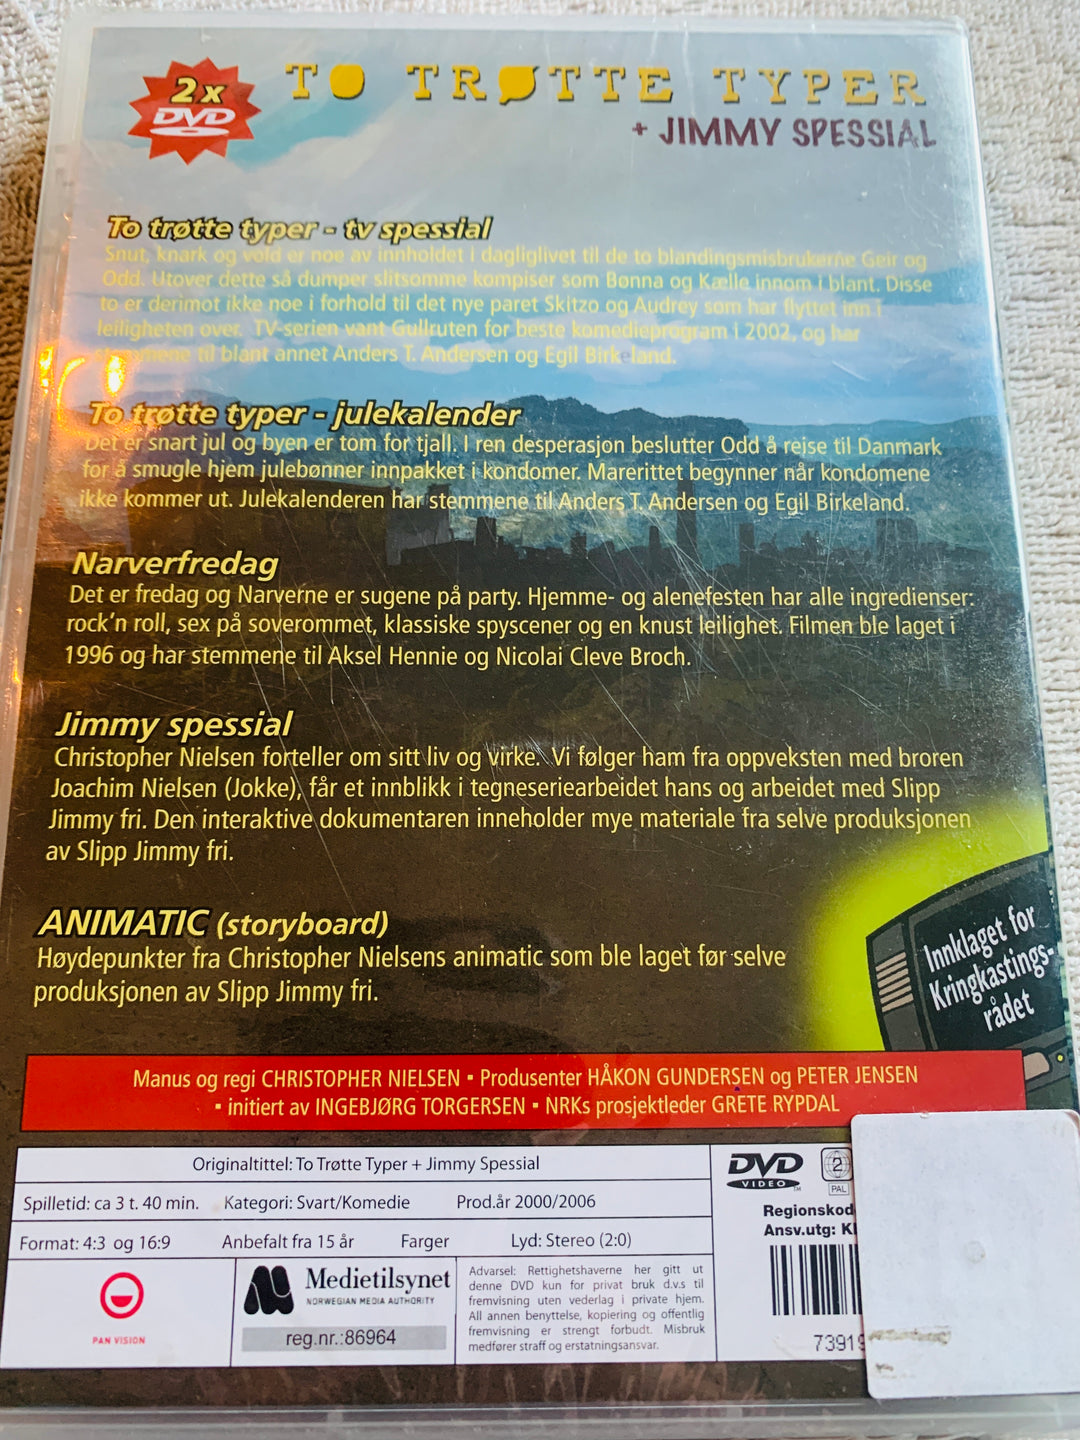 2 x
DVD
TO TRØTTE TYPER
+ JIMMY SPESSIAL
To trøtte typer - tv spessial
Snut, knark og vold er noe av innholdet i dagliglivet til de to blandingsmisbrukerne Geir og
Odd. Utover dette så dumper slitsomme kompiser som Bønna og Kælle innom i blant. Disse
to er derimot ikke noe i forhold til det nye paret Skitzo og Audrey som har flyttet inn i
leiligheten over. TV-serien vant Gullruten for beste komedieprogram i 2002, og har
stemmene til blant annet Anders T. Andersen og Egil Birkeland.
To trøtte typer - julekalender
Det er snart jul og byen er tom for tjall. I ren desperasjon beslutter Odd å rejse til Danmark
for å smugle hjem julebønner innpakket i kondomer. Marerittet begynner når kondomene
ikke kommer ut. Julekalenderen har stemmene til Anders T. Andersen og Egil Birkeland.
Narverfredag
Det er fredag og Narverne er sugene på party. Hjemme- og alenefesten har alle ingredienser:
rock'n roll, sex på soverommet, klassiske spyscener og en knust leilighet. Filmen ble laget i
1996 og har stemmene til Aksel Hennie og Nicolai Cleve Broch.
Jimmy spessial
Christopher Nielsen forteller om sitt liv og virke. Vi følger ham fra oppveksten med broren
Joachim Nielsen (Jokke), får et innblikk i tegneseriearbeidet hans og arbeidet med Slipp
Jimmy fri. Den interaktive dokumentaren inneholder mye materiale fra selve produksjonen
av Slipp Jimmy fri.
ANIMATIC (storyboard)
Høydepunkter fra Christopher Nielsens animatic som ble laget før selve
produksjonen av Slipp Jimmy fri.
Innklaget for
Kringkastings-
rådet
Manus og regi CHRISTOPHER NIELSEN ▪ Produsenter HÅKON GUNDERSEN og PETER JENSEN
▪ initiert av INGEBJØRG TORGERSEN ▪ NRKs prosjektleder GRETE RYPDAL
Originaltittel: To Trøtte Typer + Jimmy Spessial
Spilletid: ca 3 t. 40 min. Kategori: Svart/Komedie Prod.år 2000/2006
Format: 4:3 og 16:9 Anbefalt fra 15 år Farger Lyd: Stereo (2:0)
PAN VISION
Medietilsynet
NORWEGIAN MEDIA AUTHORITY
reg.nr.:86964
Advarsel: Rettighetshaverne her gitt ut
denne DVD kun for privat bruk d.v.s til
fremvisning uten vederlag i private hjem.
All annen benyttelse, kopiering og offentlig
fremvisning er strengt forbudt. Misbruk
medfører straff og erstatningsansvar.
DVD
VIDEO
TM
2
PAL
Regionskod
Ansv.utg:
7391